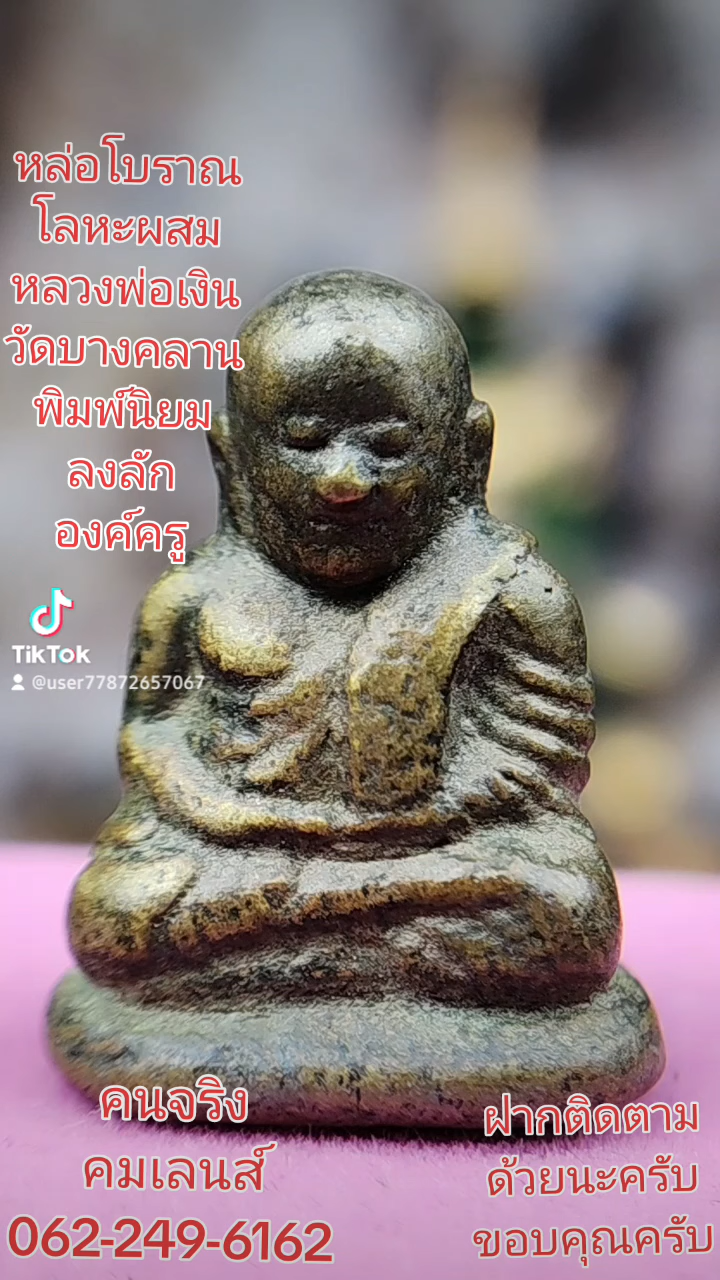 หล่อโบราณ
โลหะผสม
หลวงพ่อเงิน
วัดบางคลาน
พิมพ์นิยม
ลงลัก
องค์ครู
TikTok
@user77872657067
คนจริง
คมเลนส์
062-249-6162
ฝากติดตาม
ด้วยนะครับ
ขอบคุณครับ